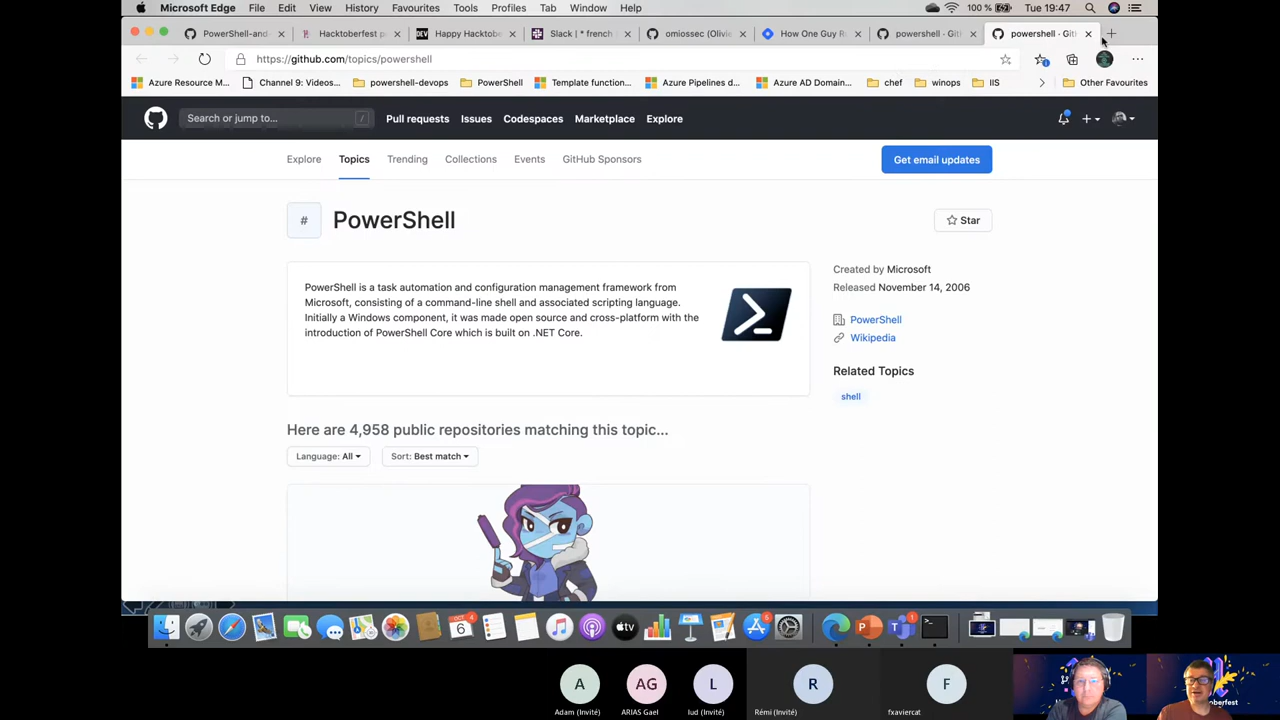 Microsoft Edge File Edit View History Favourites Tools Profiles Tab Window Help 100 % Tue 19:47
PowerShell-and Hacktoberfest p Happy Hacktob Slack | * french omiossec (Olivie How One Guy R powershell · Git powershell · Git
https://github.com/topics/powershell
Azure Resource M... Channel 9: Videos... powershell-devops PowerShell Template function... Azure Pipelines d... Azure AD Domain... chef winops IIS Other Favourites
Search or jump to... / Pull requests Issues Codespaces Marketplace Explore
Explore Topics Trending Collections Events GitHub Sponsors Get email updates
# PowerShell Star
PowerShell is a task automation and configuration management framework from
Microsoft, consisting of a command-line shell and associated scripting language.
Initially a Windows component, it was made open source and cross-platform with the
introduction of PowerShell Core which is built on .NET Core.
Created by Microsoft
Released November 14, 2006
PowerShell
Wikipedia
Related Topics
shell
Here are 4,958 public repositories matching this topic...
Language: All Sort: Best match
OCT 6
tv
A AG L R F
Adam (Invité) ARIAS Gael lud (Invité) Rémi (Invité) fxaviercat